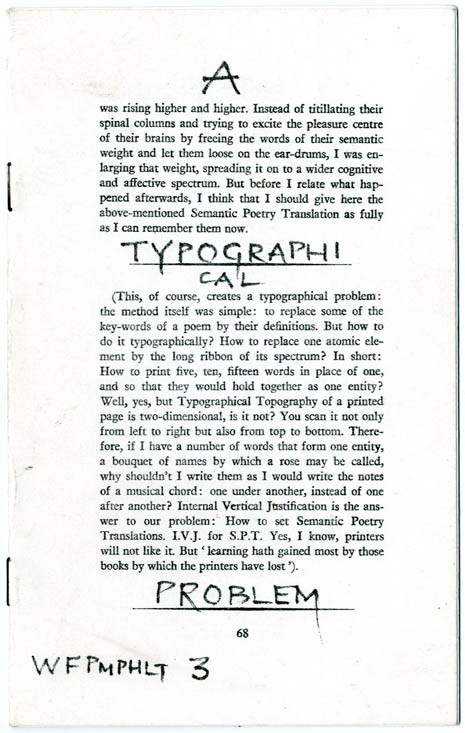 A
was rising higher and higher. Instead of titillating their
spinal columns and trying to excite the pleasure centre
of their brains by freeing the words of their semantic
weight and let them loose on the ear-drums, I was en-
larging that weight, spreading it on to a wider cognitive
and affective spectrum. But before I relate what hap-
pened afterwards, I think that I should give here the
above-mentioned Semantic Poetry Translation as fully
as I can remember them now.
TYPOGRAPHI
CAL
(This, of course, creates a typographical problem:
the method itself was simple: to replace some of the
key-words of a poem by their definitions. But how to
do it typographically? How to replace one atomic ele-
ment by the long ribbon of its spectrum? In short:
How to print five, ten, fifteen words in place of one,
and so that they would hold together as one entity?
Well, yes, but Typographical Topography of a printed
page is two-dimensional, is it not? You scan it not only
from left to right but also from top to bottom. There-
fore, if I have a number of words that form one entity,
a bouquet of names by which a rose may be called,
why shouldn't I write them as I would write the notes
of a musical chord: one under another, instead of one
after another? Internal Vertical Justification is the ans-
wer to our problem: How to set Semantic Poetry
Translations. I.V.J. for S.P.T. Yes, I know, printers
will not like it. But ‘learning hath gained most by those
books by which the printers have lost’).
PROBLEM
68
WFPMPHLT 3